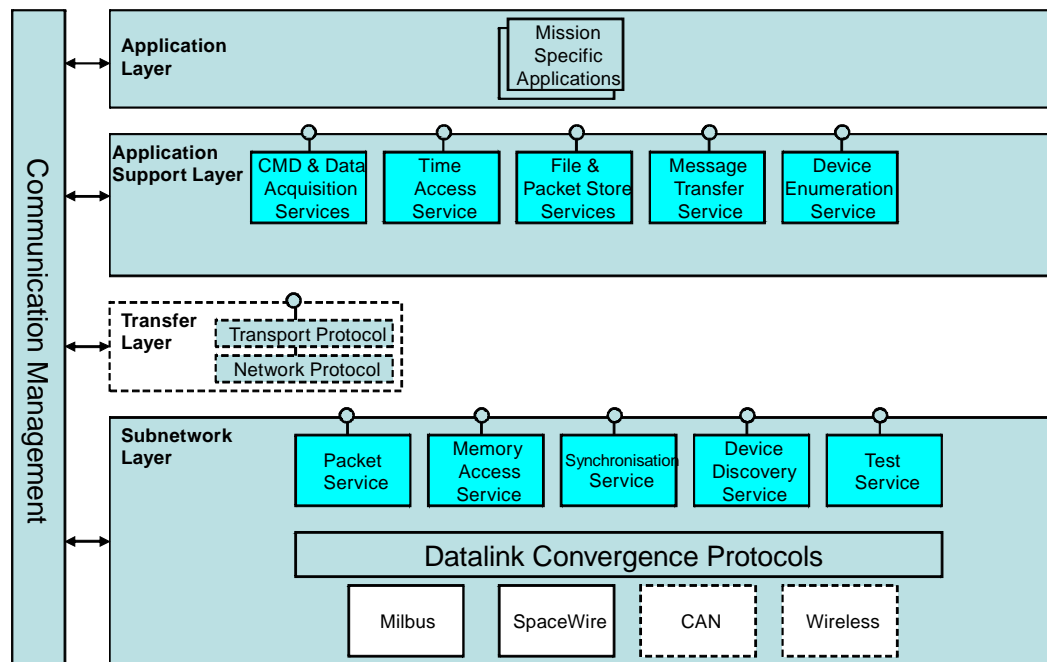 Communication Management
Application
Layer
Mission
Specific
Applications
Application
Support Layer
CMD & Data
Acquisition
Services
Time
Access
Service
File &
Packet Store
Services
Message
Transfer
Service
Device
Enumeration
Service
Transfer
Layer
Transport Protocol
Network Protocol
Subnetwork
Layer
Packet
Service
Memory
Access
Service
Synchronisation
Service
Device
Discovery
Service
Test
Service
Datalink Convergence Protocols
Milbus
SpaceWire
CAN
Wireless